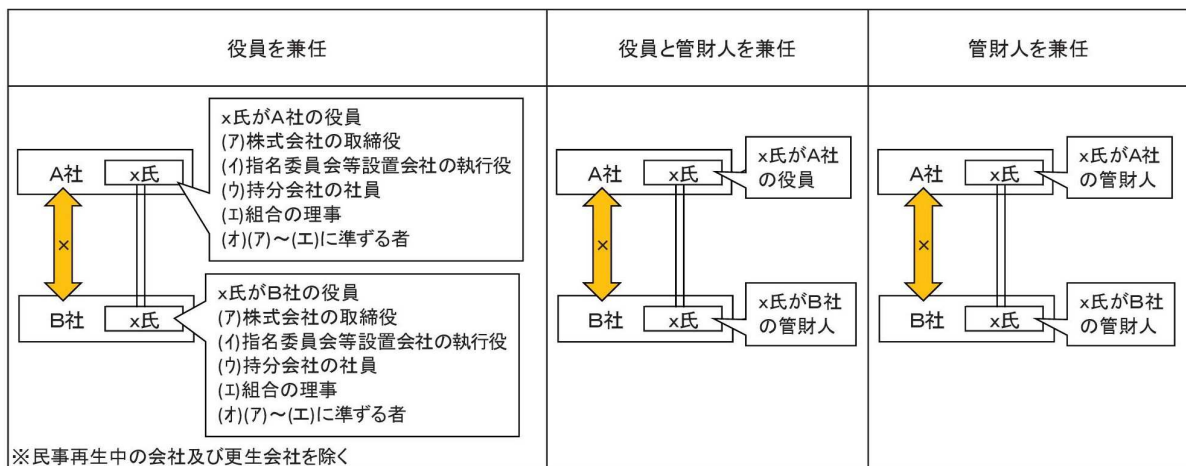 役員を兼任
x氏がA社の役員
(ア)株式会社の取締役
(イ)指名委員会等設置会社の執行役
(ウ)持分会社の社員
(エ)組合の理事
(オ)(ア)～(エ)に準ずる者
A社
x氏
×
B社
x氏
x氏がB社の役員
(ア)株式会社の取締役
(イ)指名委員会等設置会社の執行役
(ウ)持分会社の社員
(エ)組合の理事
(オ)(ア)～(エ)に準ずる者
※民事再生中の会社及び更生会社を除く
役員と管財人を兼任
A社
x氏
x氏がA社
の役員
×
B社
x氏
x氏がB社
の管財人
管財人を兼任
A社
x氏
x氏がA社
の管財人
×
B社
x氏
x氏がB社
の管財人